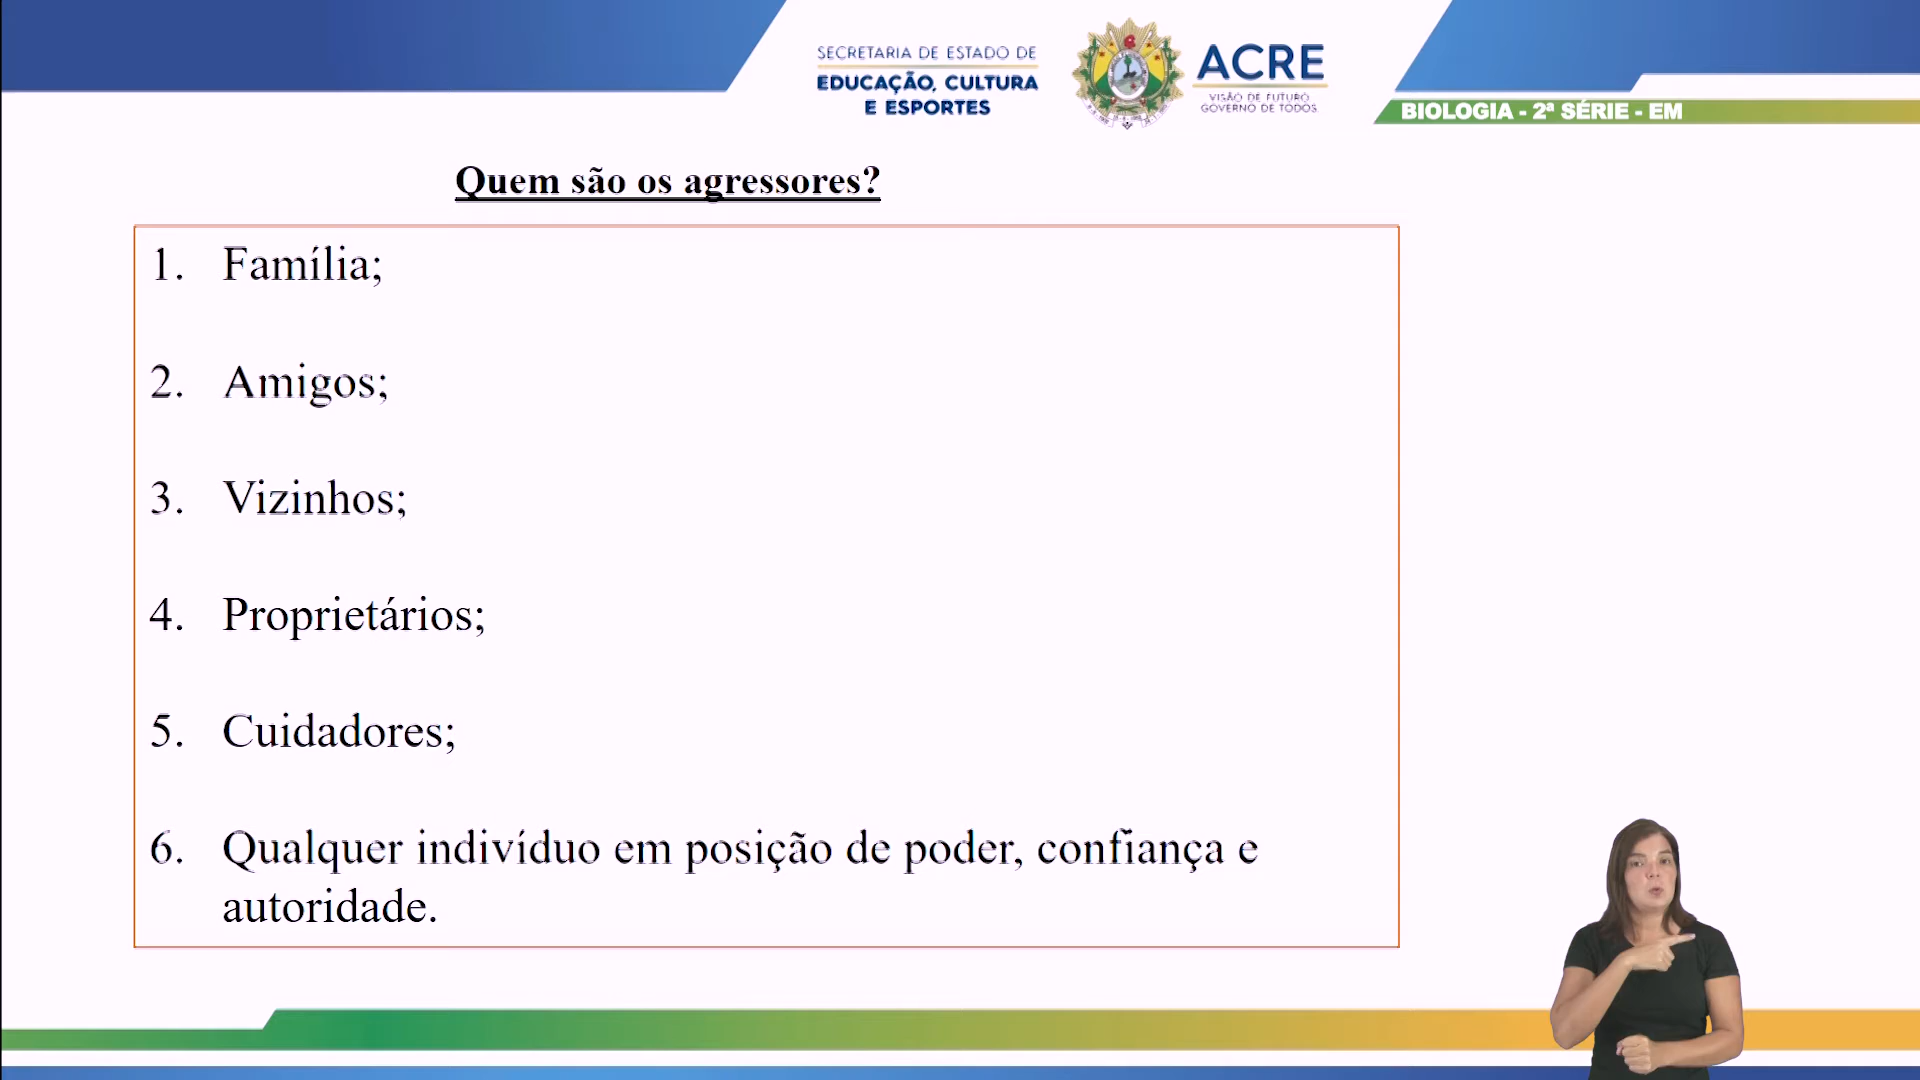 SECRETARIA DE ESTADO DE
EDUCAÇÃO, CULTURA
E ESPORTES
ACRE
VISÃO DE FUTURO
GOVERNO DE TODOS
BIOLOGIA - 2ª SÉRIE - EM
Quem são os agressores?
1. Família;
2. Amigos;
3. Vizinhos;
4. Proprietários;
5. Cuidadores;
6. Qualquer indivíduo em posição de poder, confiança e
autoridade.